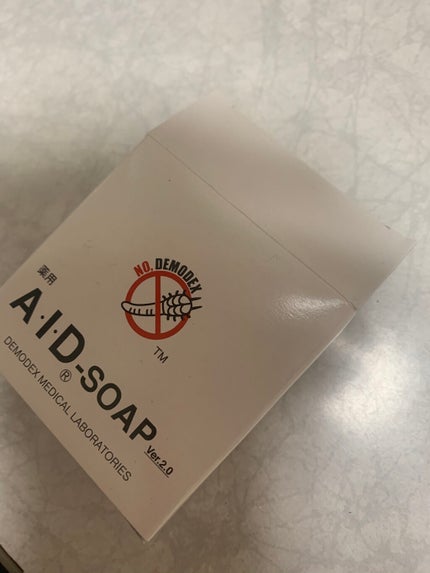 NO. DEMODEX
TM
薬用
A·I·D-SOAP Ver.2.0
®
DEMODEX MEDICAL LABORATORIES